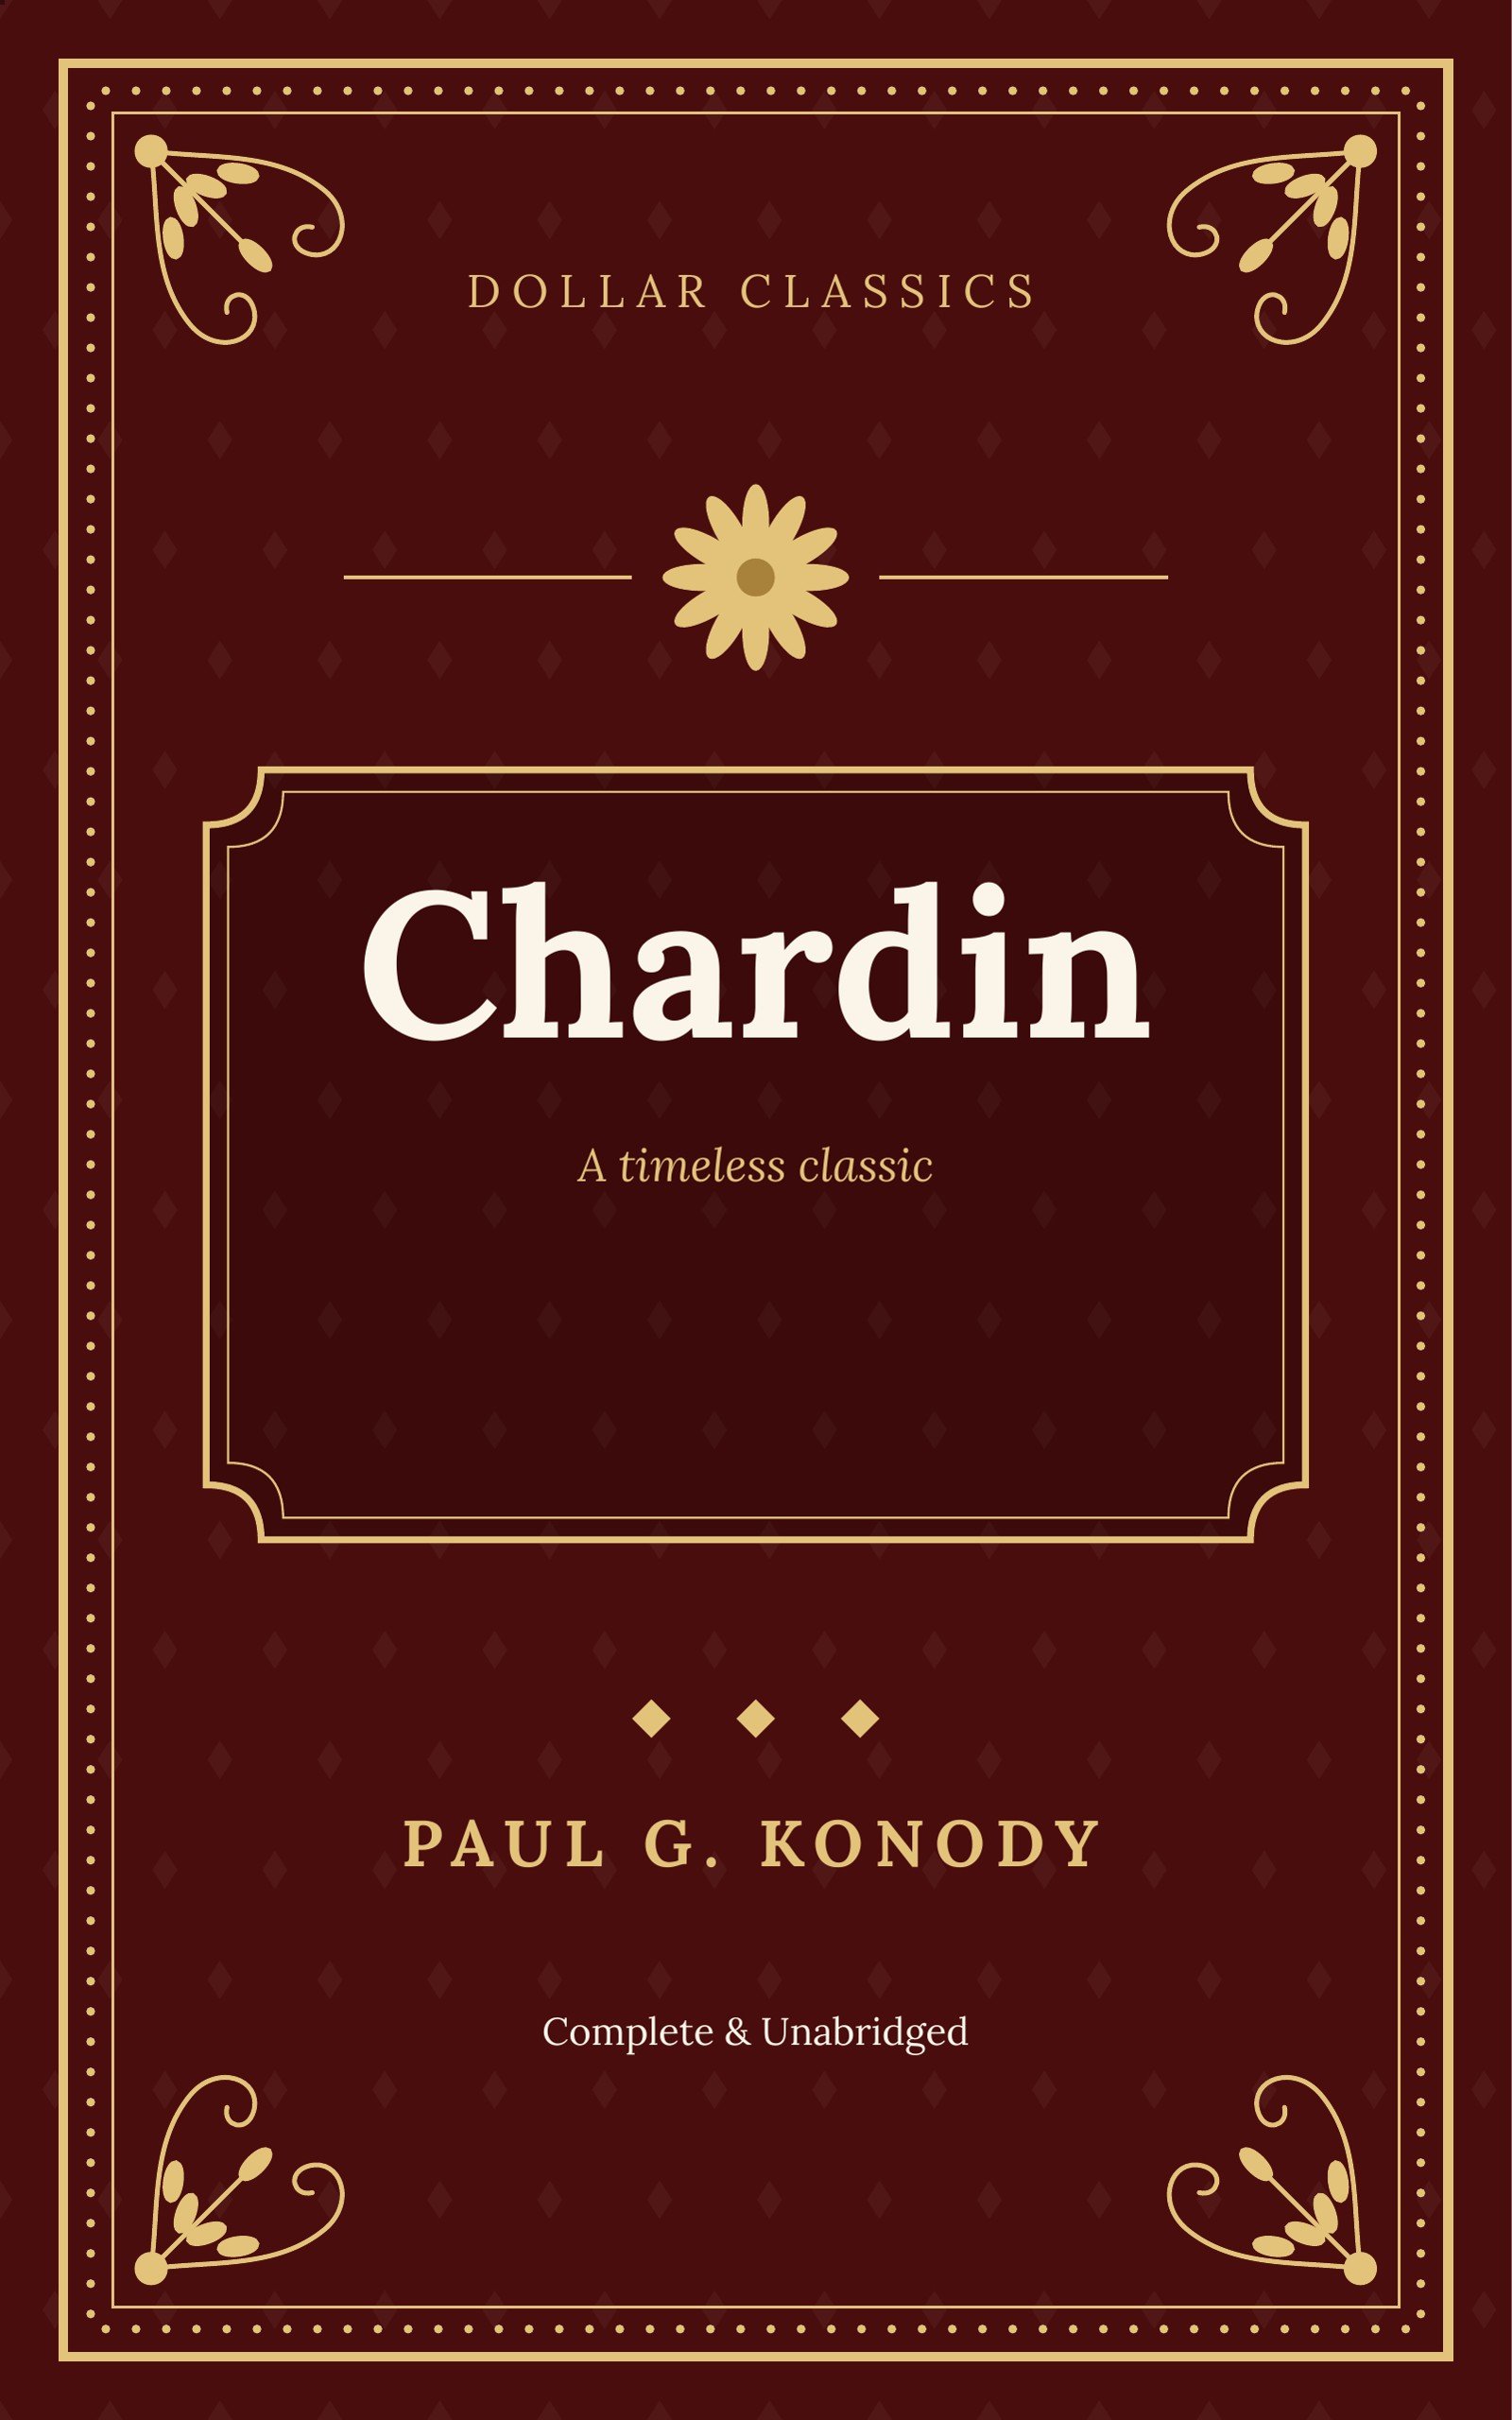 DOLLAR CLASSICS
Chardin
A timeless classic
PAUL G. KONODY
Complete & Unabridged